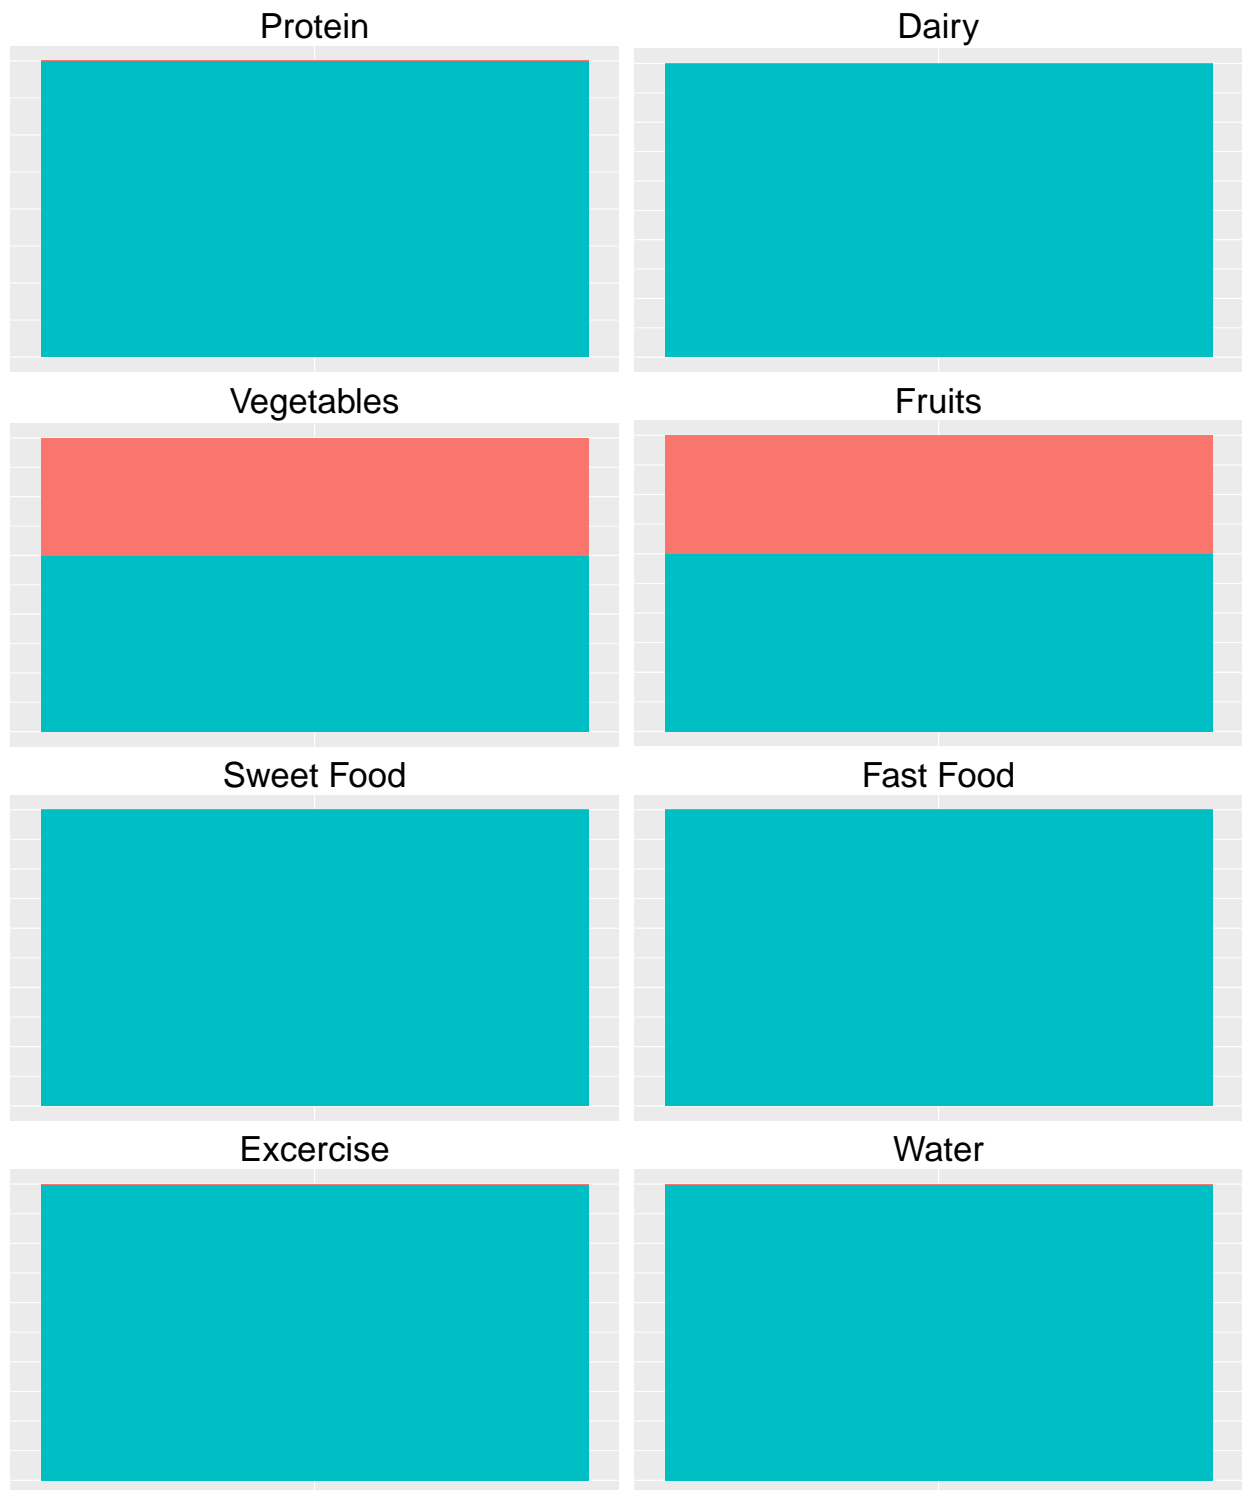 Protein
Dairy
Vegetables
Fruits
Sweet Food
Fast Food
Excercise
Water